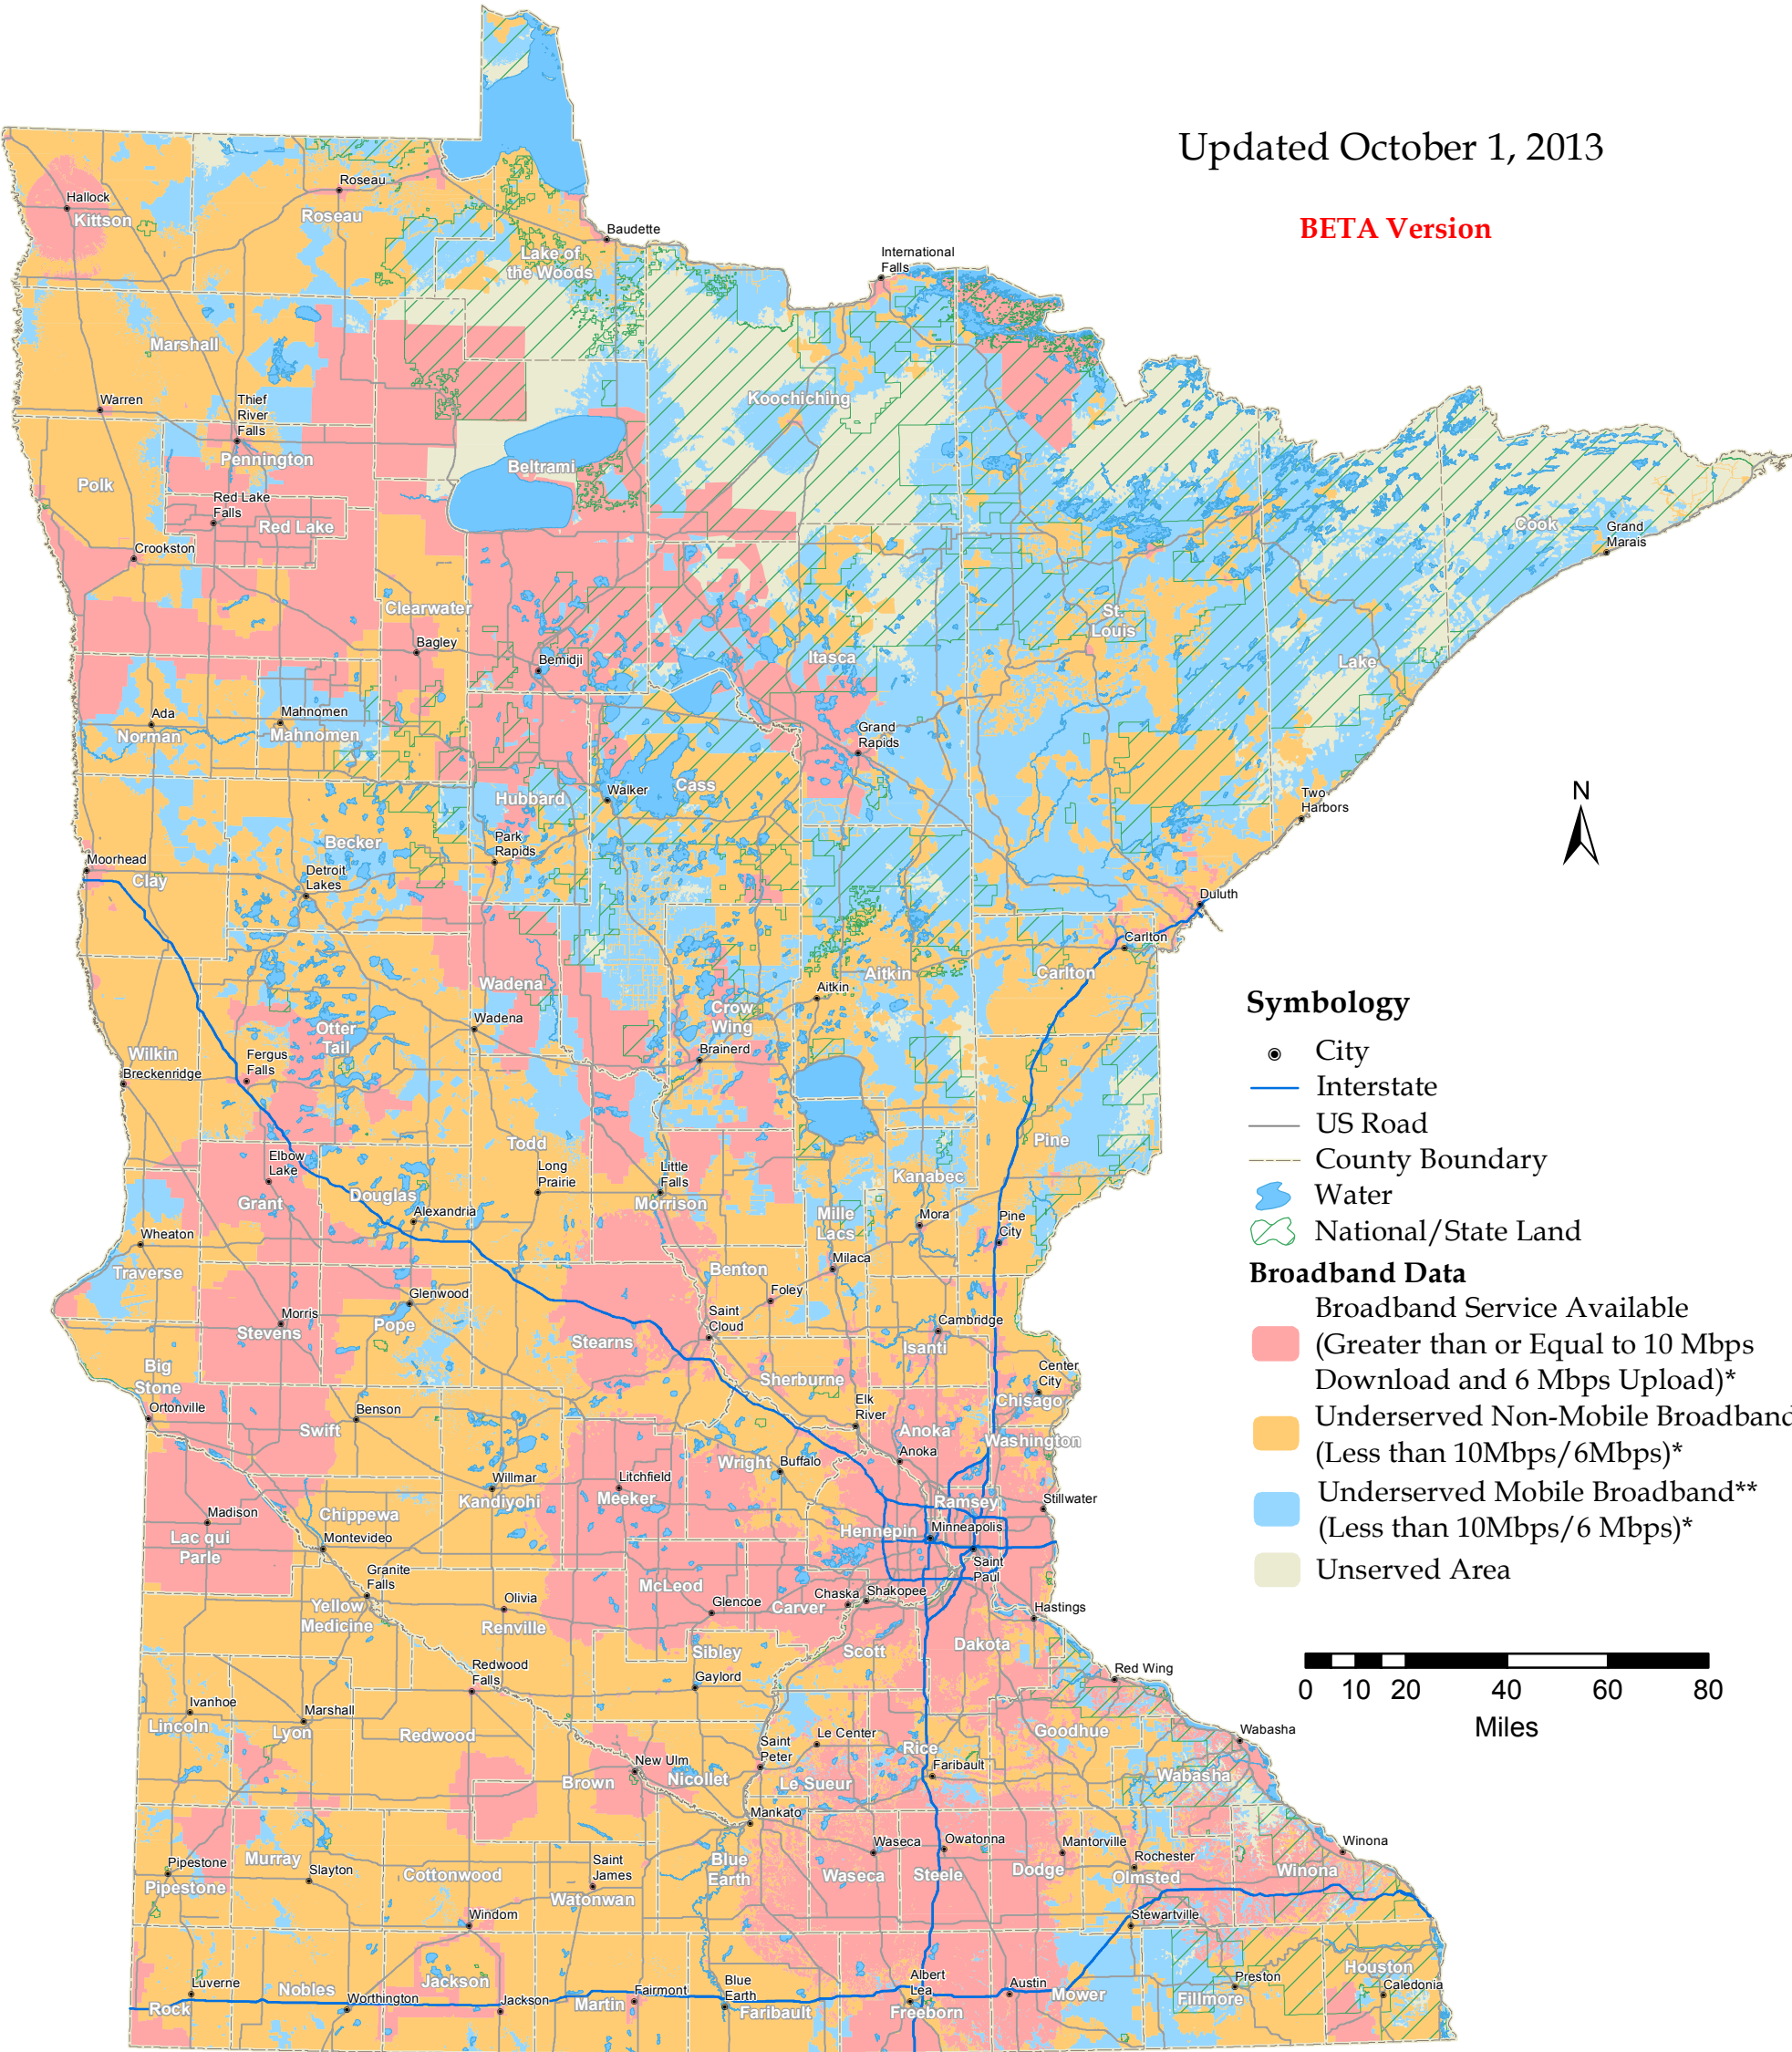 Updated October 1, 2013
BETA Version
Hallock
Kittson
Roseau
Roseau
Baudette
Lake of
the Woods
International
Falls
Marshall
Koochiching
Warren
Thief
River
Falls
Pennington
Beltrami
Polk
Red Lake
Falls
Red Lake
Crookston
Cook
Grand
Marais
Clearwater
Bagley
Bemidji
Itasca
St.
Louis
Lake
Ada
Norman
Mahnomen
Mahnomen
Grand
Rapids
Hubbard
Walker
Cass
Two
Harbors
N
Becker
Park
Rapids
Moorhead
Clay
Detroit
Lakes
Duluth
Carlton
Carlton
Aitkin
Aitkin
Wadena
Wadena
Crow
Wing
Brainerd
Otter
Tail
Wilkin
Breckenridge
Fergus
Falls
Todd
Long
Prairie
Little
Falls
Morrison
Pine
Kanabec
Mora
Pine
City
Elbow
Lake
Grant
Douglas
Alexandria
Mille
Lacs
Milaca
Wheaton
Traverse
Benton
Foley
Glenwood
Pope
Morris
Stevens
Saint
Cloud
Stearns
Cambridge
Isanti
Big
Stone
Ortonville
Sherburne
Center
City
Chisago
Elk
River
Benson
Swift
Anoka
Anoka
Washington
Wright
Buffalo
Willmar
Kandiyohi
Litchfield
Meeker
Ramsey
Stillwater
Madison
Lac qui
Parle
Chippewa
Montevideo
Hennepin
Minneapolis
Saint
Paul
Granite
Falls
Yellow
Medicine
Olivia
Renville
McLeod
Glencoe
Carver
Chaska
Shakopee
Hastings
Scott
Dakota
Sibley
Gaylord
Redwood
Falls
Red Wing
Ivanhoe
Lincoln
Marshall
Lyon
Redwood
Goodhue
Wabasha
Wabasha
Le Center
Saint
Peter
Rice
Faribault
New Ulm
Brown
Nicollet
Le Sueur
Mankato
Waseca
Waseca
Owatonna
Steele
Mantorville
Dodge
Rochester
Olmsted
Winona
Winona
Pipestone
Pipestone
Murray
Slayton
Cottonwood
Saint
James
Watonwan
Blue
Earth
Windom
Stewartville
Luverne
Rock
Nobles
Worthington
Jackson
Jackson
Martin
Fairmont
Blue
Earth
Faribault
Albert
Lea
Freeborn
Austin
Mower
Preston
Fillmore
Houston
Caledonia
Symbology
City
Interstate
US Road
County Boundary
Water
National/State Land
Broadband Data
Broadband Service Available
(Greater than or Equal to 10 Mbps
Download and 6 Mbps Upload)*
Underserved Non-Mobile Broadband
(Less than 10Mbps/6Mbps)*
Underserved Mobile Broadband**
(Less than 10Mbps/6 Mbps)*
Unserved Area
0 10 20 40 60 80
Miles